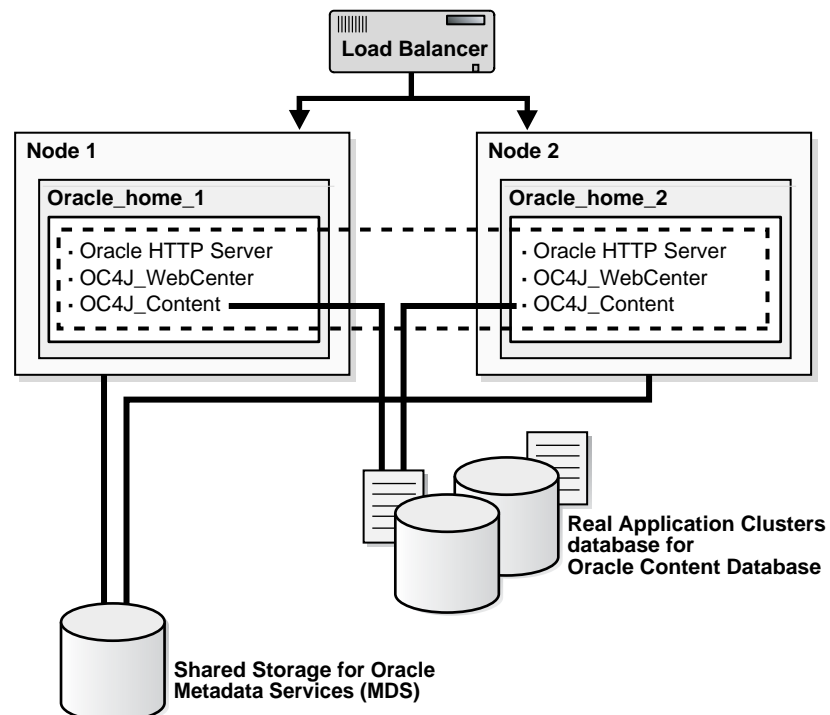 Load Balancer
Node 1
Oracle_home_1
· Oracle HTTP Server
· OC4J_WebCenter
· OC4J_Content
Node 2
Oracle_home_2
· Oracle HTTP Server
· OC4J_WebCenter
· OC4J_Content
Real Application Clusters
database for
Oracle Content Database
Shared Storage for Oracle
Metadata Services (MDS)